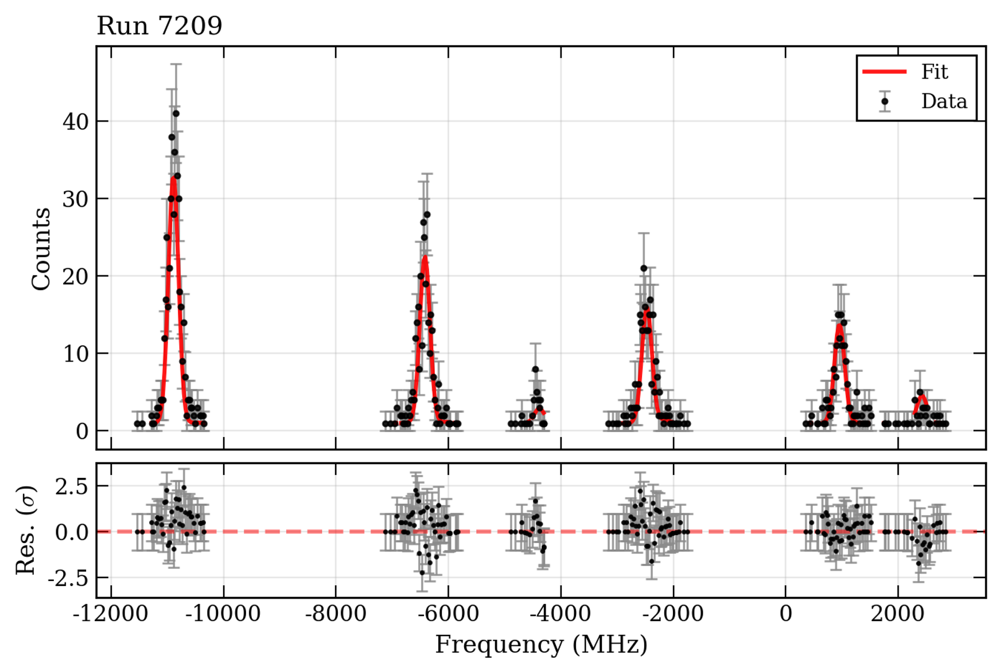 Run 7209
Fit
Data
Counts
40
30
20
10
0
Res. (σ)
2.5
0.0
-2.5
-12000 -10000 -8000 -6000 -4000 -2000 0 2000
Frequency (MHz)